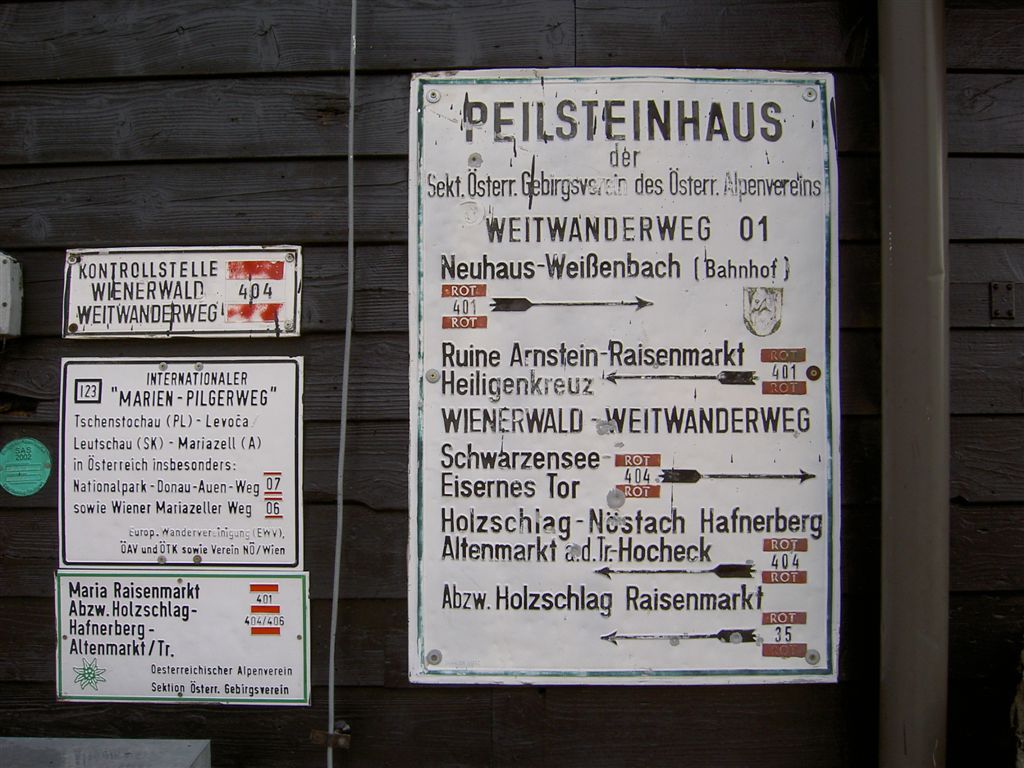 PEILSTEINHAUS
der
Sekt. Österr. Gebirgsverein des Österr. Alpenvereins
WEITWANDERWEG 01
Neuhaus-Weißenbach (Bahnhof)
ROT
401
ROT
Ruine Arnstein-Raisenmarkt
Heiligenkreuz
ROT
401
ROT
WIENERWALD-WEITWANDERWEG
Schwarzensee-
Eisernes Tor
ROT
404
ROT
Holzschlag-Nöstach Hafnerberg
Altenmarkt a.d.Tr-Hocheck
ROT
404
ROT
Abzw. Holzschlag Raisenmarkt
ROT
35
ROT
KONTROLLSTELLE
WIENERWALD
WEITWANDERWEG
404
123
INTERNATIONALER
"MARIEN-PILGERWEG"
Tschenstochau (PL) - Levoča/
Leutschau (SK) - Mariazell (A)
in Österreich insbesonders:
Nationalpark-Donau-Auen-Weg 07
sowie Wiener Mariazeller Weg 06
Europ. Wandervereinigung (EWV),
ÖAV und ÖTK sowie Verein NÖ/Wien
SAS
2002
Maria Raisenmarkt
Abzw. Holzschlag-
Hafnerberg-
Altenmarkt/Tr.
401
404/406
Oesterreichischer Alpenverein
Sektion Österr. Gebirgsverein